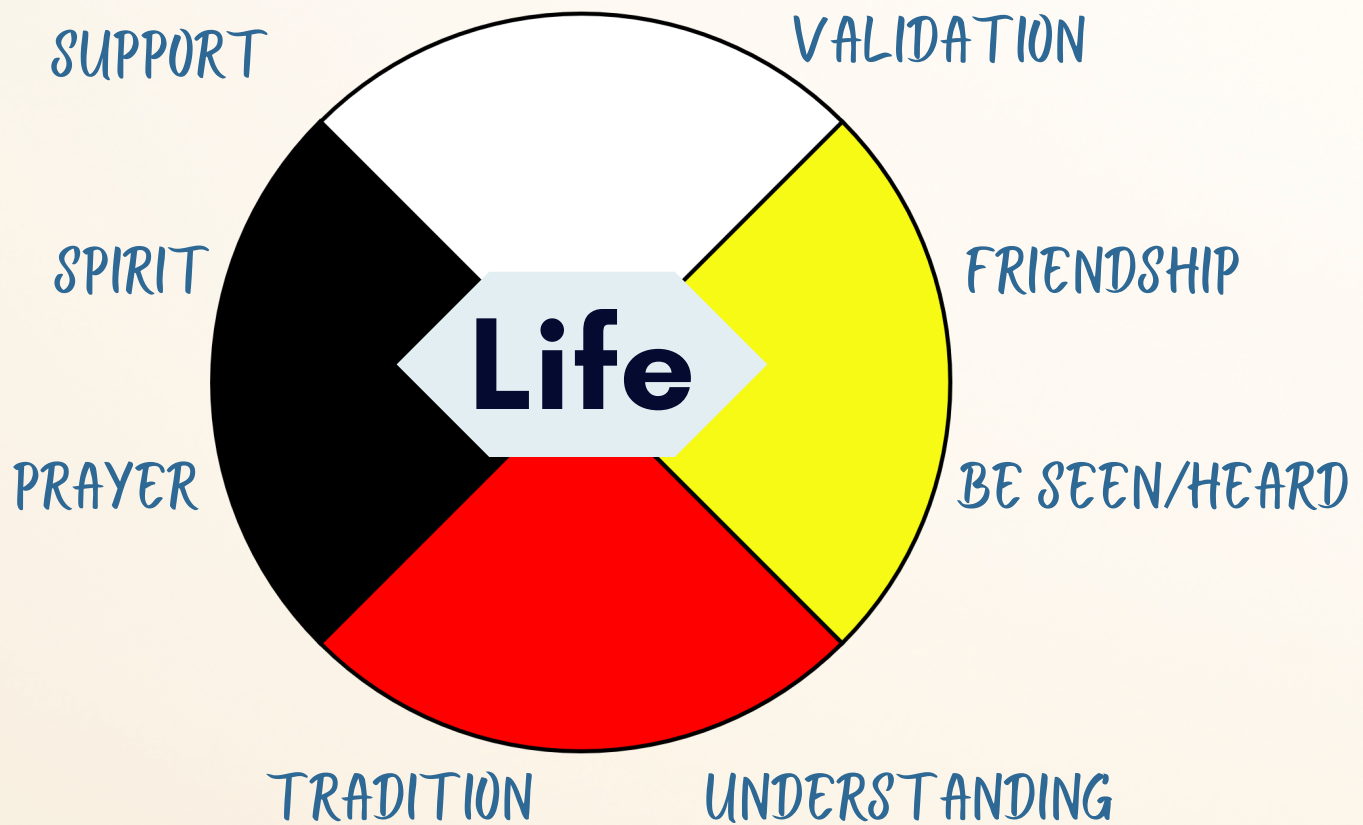 SUPPORT
VALIDATION
SPIRIT
FRIENDSHIP
Life
PRAYER
BE SEEN/HEARD
TRADITION
UNDERSTANDING